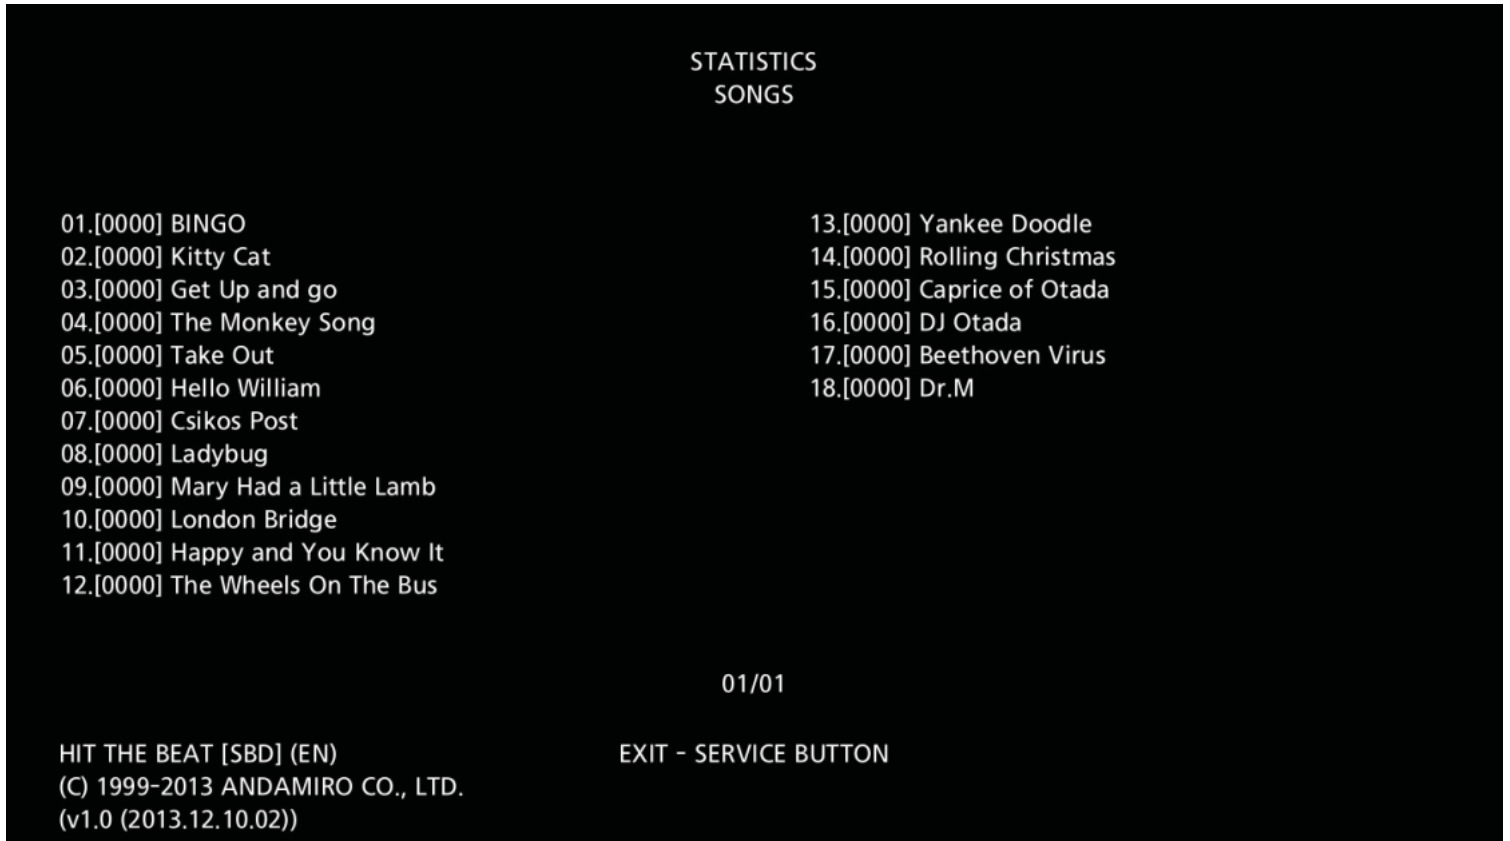 STATISTICS
SONGS
01.[0000] BINGO
02.[0000] Kitty Cat
03.[0000] Get Up and go
04.[0000] The Monkey Song
05.[0000] Take Out
06.[0000] Hello William
07.[0000] Csikos Post
08.[0000] Ladybug
09.[0000] Mary Had a Little Lamb
10.[0000] London Bridge
11.[0000] Happy and You Know It
12.[0000] The Wheels On The Bus
13.[0000] Yankee Doodle
14.[0000] Rolling Christmas
15.[0000] Caprice of Otada
16.[0000] DJ Otada
17.[0000] Beethoven Virus
18.[0000] Dr.M
01/01
HIT THE BEAT [SBD] (EN)
EXIT - SERVICE BUTTON
(C) 1999-2013 ANDAMIRO CO., LTD.
(v1.0 (2013.12.10.02))